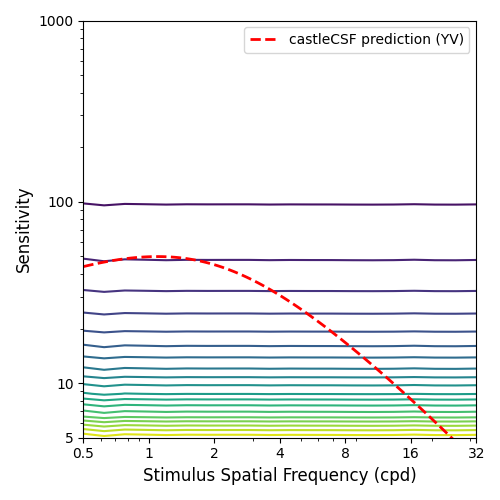 1000
castleCSF prediction (YV)
100
10
5
Sensitivity
0.5 1 2 4 8 16 32
Stimulus Spatial Frequency (cpd)